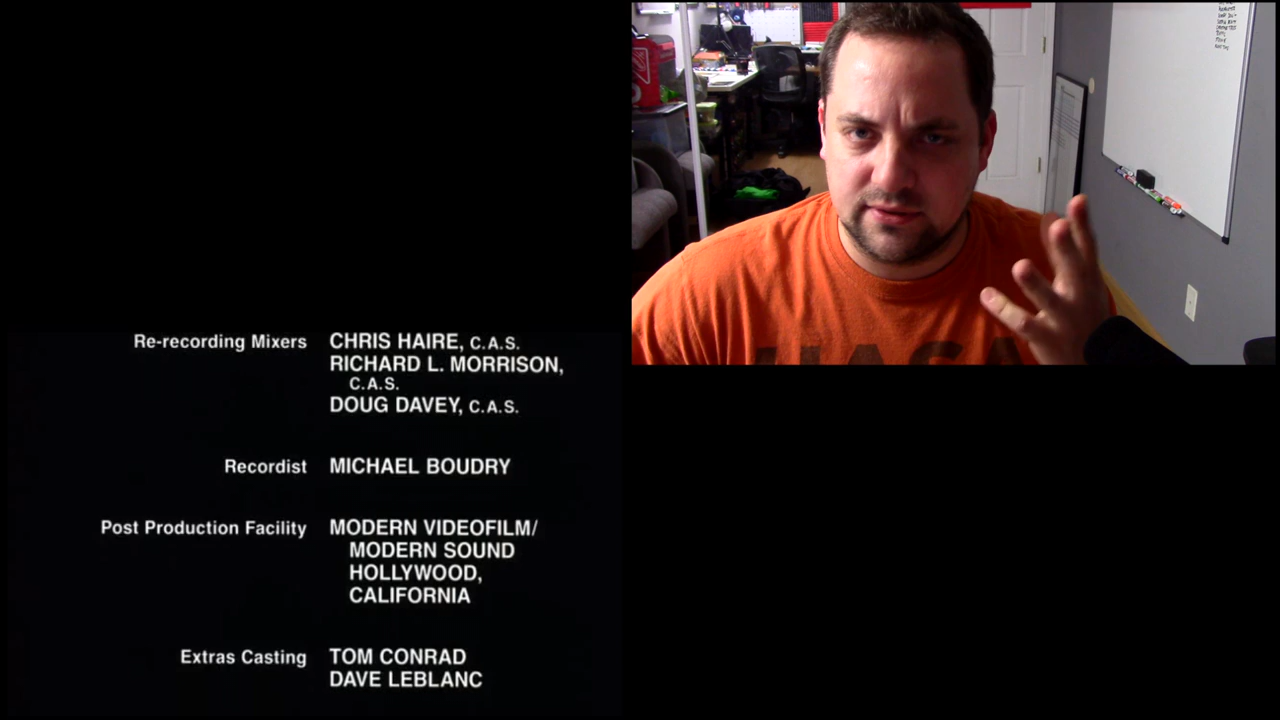 Re-recording Mixers CHRIS HAIRE, C.A.S.
RICHARD L. MORRISON,
C.A.S.
DOUG DAVEY, C.A.S.
Recordist MICHAEL BOUDRY
Post Production Facility MODERN VIDEOFILM/
MODERN SOUND
HOLLYWOOD,
CALIFORNIA
Extras Casting TOM CONRAD
DAVE LEBLANC